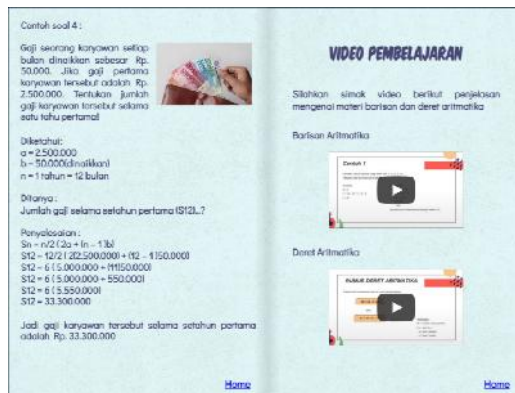 Contoh soal 4 :
Gaji seorang karyawan setiap
bulan dinaikkan sebesar Rp.
50.000. Jika gaji pertama
karyawan tersebut adalah Rp.
2.500.000. Tentukan jumlah
gaji karyawan tersebut selama
satu tahu pertama!
Diketahui:
a = 2.500.000
b = 50.000(dinaikkan)
n = 1 tahun = 12 bulan
Ditanya :
Jumlah gaji selama setahun pertama (S12)...?
Penyelesaian :
Sn = n/2 ( 2a + (n - 1)b)
S12 = 12/2 ( 2(2.500.000) + (12 - 1)50.000)
S12 = 6 ( 5.000.000 + (11)50.000)
S12 = 6 ( 5.000.000 + 550.000)
S12 = 6 ( 5.550.000)
S12 = 33.300.000
Jadi gaji karyawan tersebut selama setahun pertama
adalah Rp. 33.300.000
Home
VIDEO PEMBELAJARAN
Silahkan simak video berikut penjelasan
mengenai materi barisan dan deret aritmatika
Barisan Aritmatika
Contoh 1
Deret Aritmatika
RUMUS DERET ARITMATIKA
Home